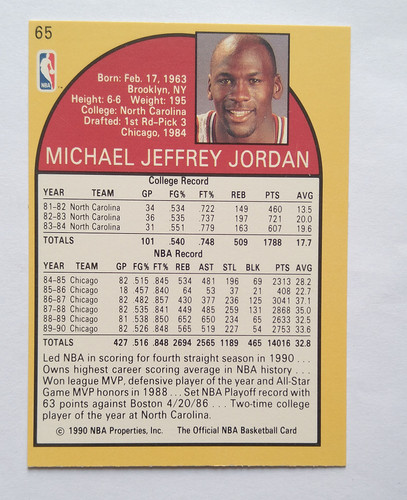 65
NBA
Born: Feb. 17, 1963
Brooklyn, NY
Height: 6-6 Weight: 195
College: North Carolina
Drafted: 1st Rd-Pick 3
Chicago, 1984
MICHAEL JEFFREY JORDAN
College Record
YEAR TEAM GP FG% FT% REB PTS AVG
81-82 North Carolina 34 .534 .722 149 460 13.5
82-83 North Carolina 36 .535 .737 197 721 20.0
83-84 North Carolina 31 .551 .779 163 607 19.6
TOTALS 101 .540 .748 509 1788 17.7
NBA Record
YEAR TEAM GP FG% FT% REB AST STL BLK PTS AVG
84-85 Chicago 82 .515 .845 534 481 196 69 2313 28.2
85-86 Chicago 18 .457 .840 64 53 37 21 408 22.7
86-87 Chicago 82 .482 .857 430 377 236 125 3041 37.1
87-88 Chicago 82 .535 .841 449 485 259 131 2868 35.0
88-89 Chicago 81 .538 .850 652 650 234 65 2633 32.5
89-90 Chicago 82 .526 .848 565 519 227 54 2753 33.6
TOTALS 427 .516 .848 2694 2565 1189 465 14016 32.8
Led NBA in scoring for fourth straight season in 1990 . . .
Owns highest career scoring average in NBA history . . .
Won league MVP, defensive player of the year and All-Star
Game MVP honors in 1988 . . . Set NBA Playoff record with
63 points against Boston 4/20/86 . . . Two-time college
player of the year at North Carolina.
© 1990 NBA Properties, Inc. The Official NBA Basketball Card